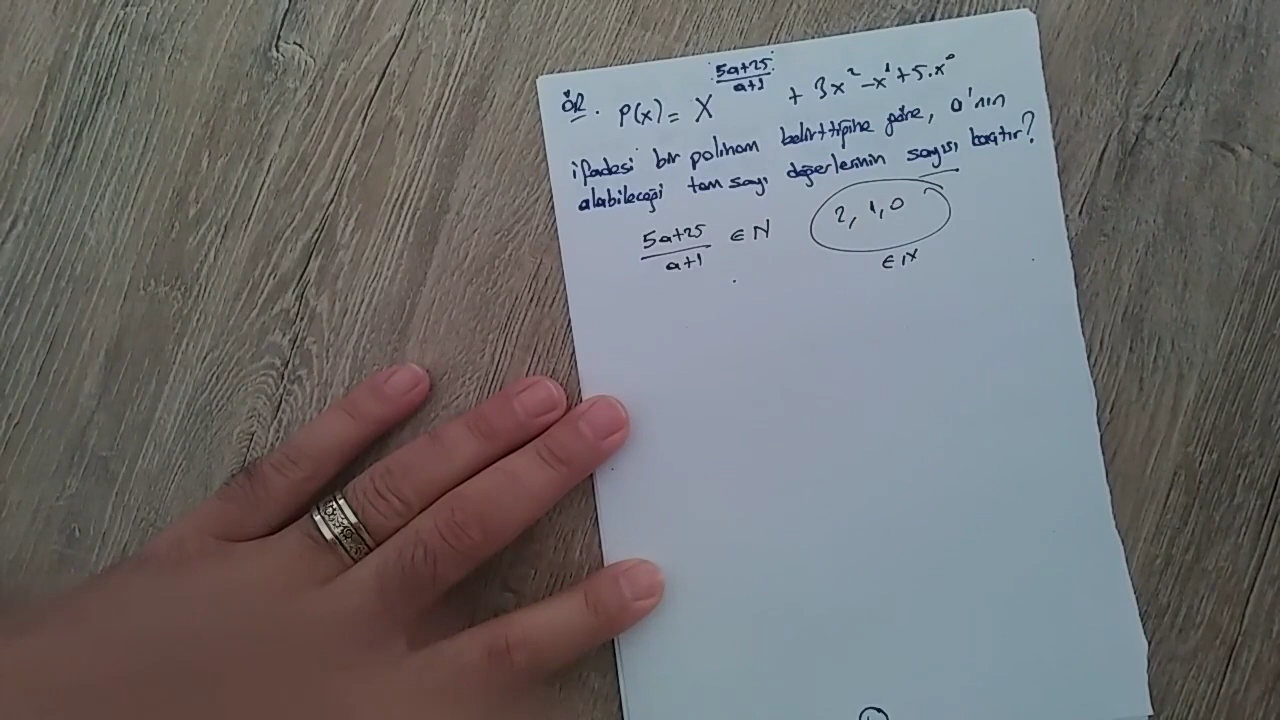 ÖR. P(x) = X^(5a+25)/(a+1) + 3x² - x¹ + 5.x⁰
ifadesi bir polinom belirttiğine göre, a'nın
alabileceği tam sayı değerlerinin sayısı kaçtır?
(5a+25)/(a+1) ∈ N 2, 1, 0
∈ N